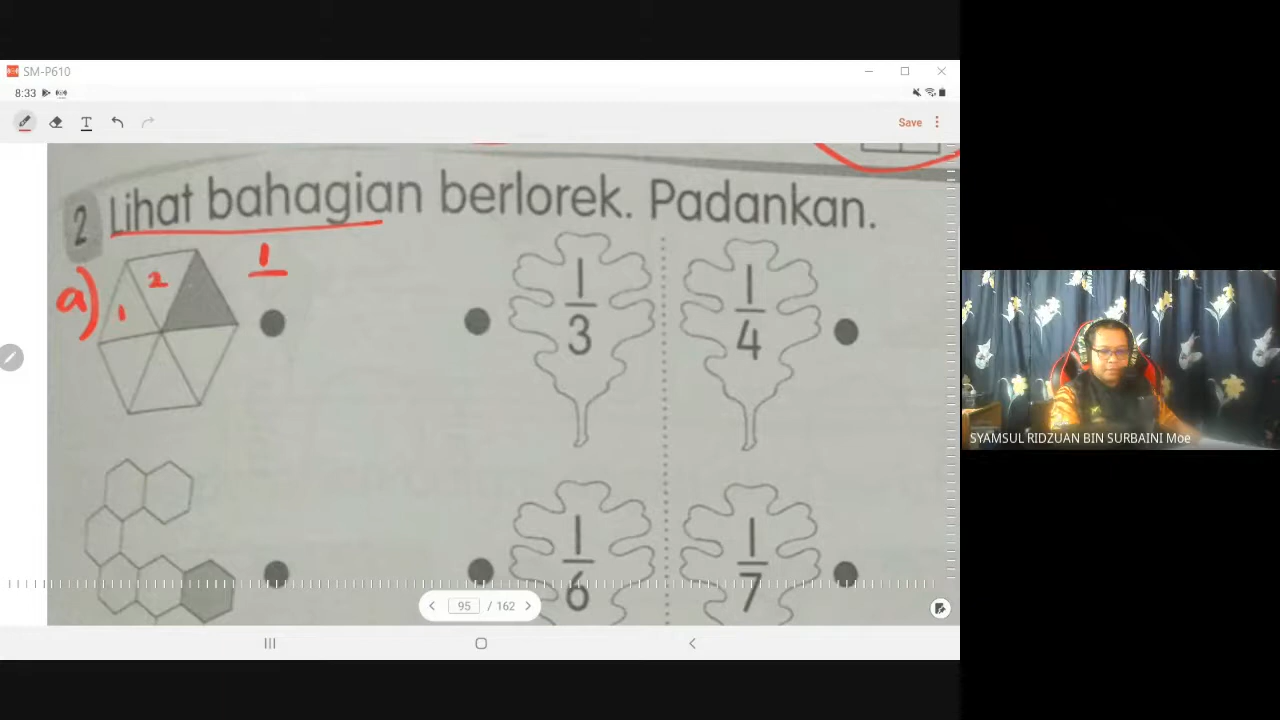 SM-P610
8:33
T
Save
2 Lihat bahagian berlorek. Padankan.
a) 1 2 1
1/3
1/4
1/6
1/7
95 / 162
SYAMSUL RIDZUAN BIN SURBAINI Moe